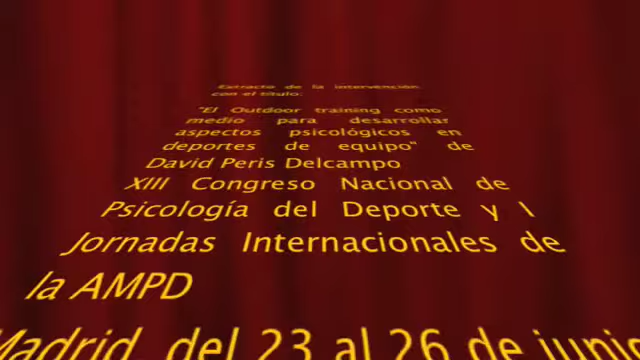 Extracto de la intervención
con el título:
"El Outdoor training como
medio para desarrollar
aspectos psicológicos en
deportes de equipo" de
David Peris Delcampo
XIII Congreso Nacional de
Psicología del Deporte y I
Jornadas Internacionales de
la AMPD
Madrid, del 23 al 26 de junio